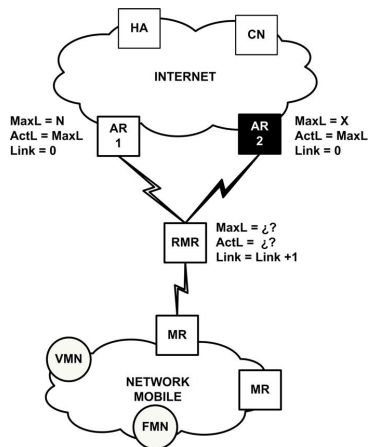 HA
CN
INTERNET
MaxL = N
ActL = MaxL
Link = 0
AR
1
AR
2
MaxL = X
ActL = MaxL
Link = 0
RMR
MaxL = ¿?
ActL = ¿?
Link = Link +1
MR
VMN
NETWORK
MOBILE
MR
FMN